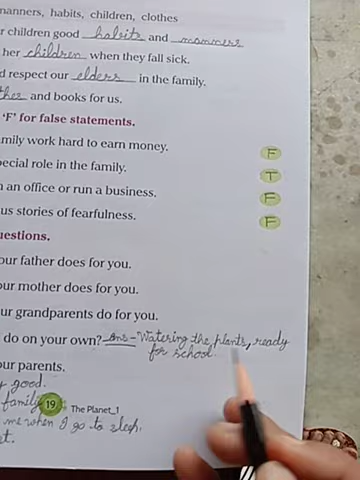 manners, habits, children, clothes
r children good habits and manners
her children when they fall sick.
d respect our elders in the family.
ther and books for us.
'F' for false statements.
mily work hard to earn money. F
ecial role in the family. T
n an office or run a business. F
us stories of fearfulness. F
uestions.
our father does for you.
our mother does for you.
ur grandparents do for you.
do on your own? Ans - Watering the plants, ready
for school.
our parents.
y good.
family 19 The Planet_1
me when I go to sleep.